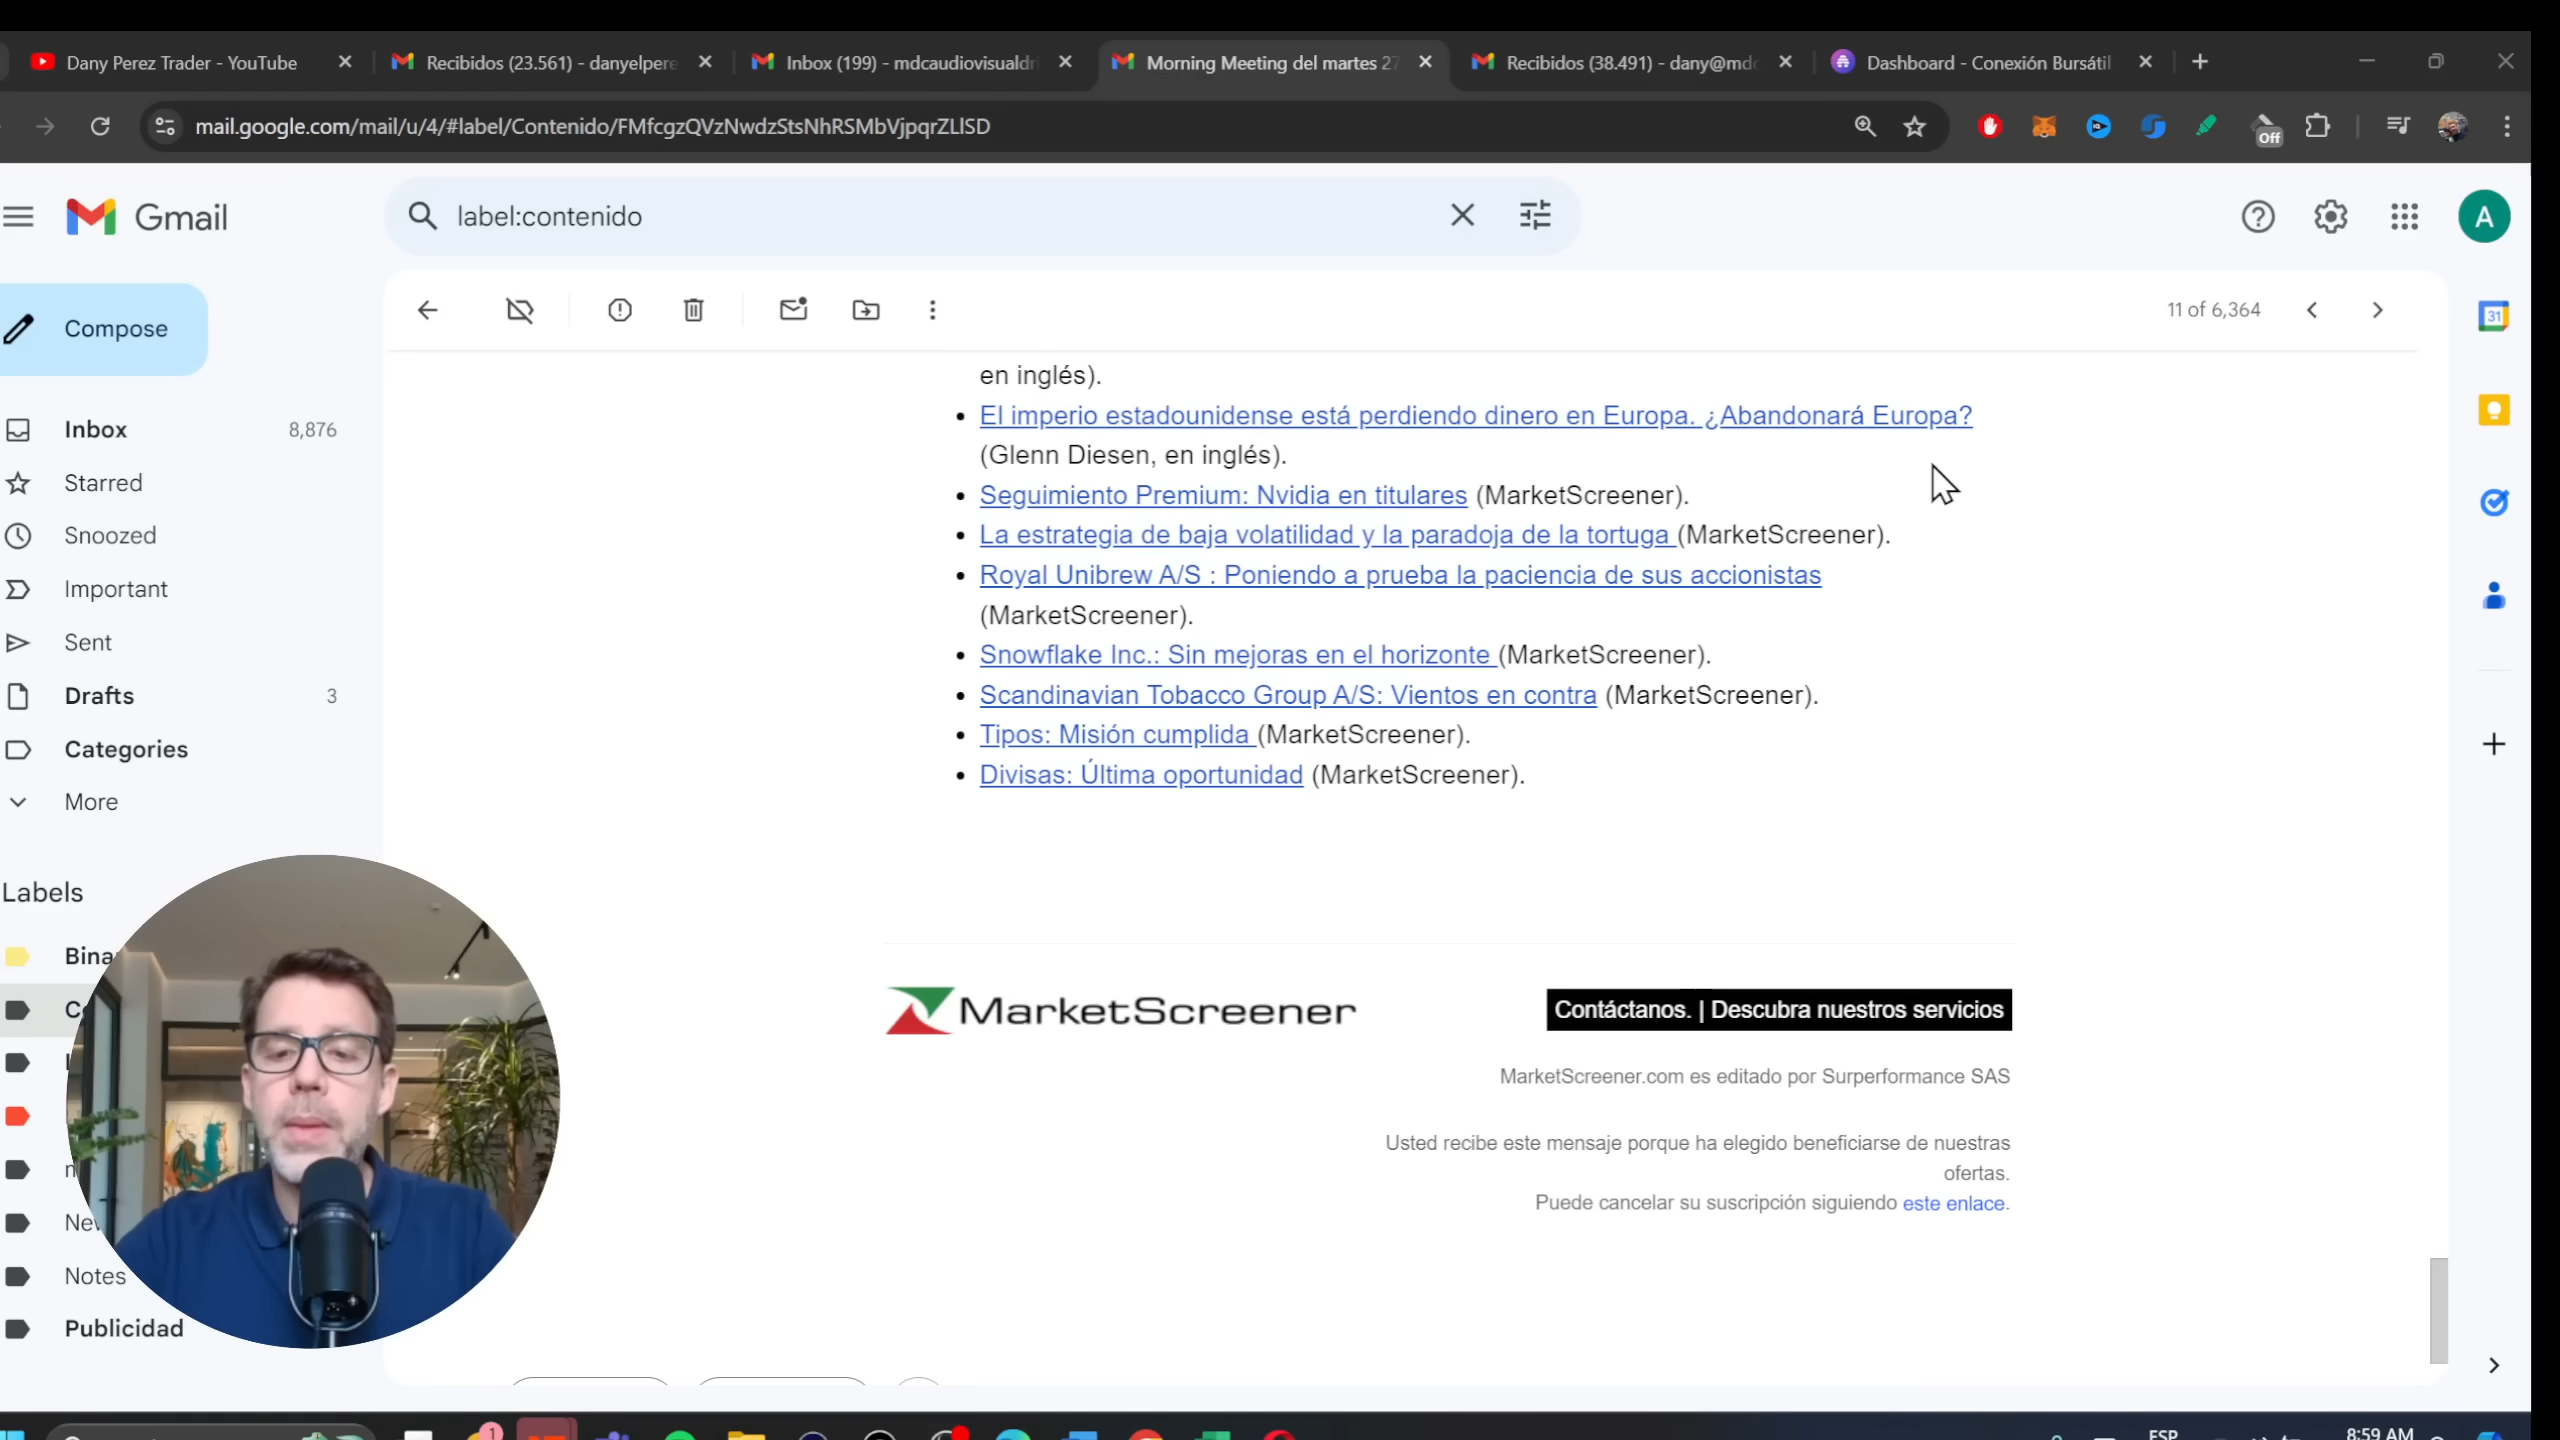 Dany Perez Trader - YouTube
Recibidos (23.561) - danyelpere
Inbox (199) - mdcaudiovisualdr
Morning Meeting del martes 27
Recibidos (38.491) - dany@mdc
Dashboard - Conexión Bursátil
mail.google.com/mail/u/4/#label/Contenido/FMfcgzQVzNwdzStsNhRSMbVjpqrZLlSD
Off
Gmail
label:contenido
A
Compose
11 of 6,364
31
Inbox 8,876
Starred
Snoozed
Important
Sent
Drafts 3
Categories
More
Labels
Bina
Notes
Publicidad
en inglés).
El imperio estadounidense está perdiendo dinero en Europa. ¿Abandonará Europa?
(Glenn Diesen, en inglés).
Seguimiento Premium: Nvidia en titulares (MarketScreener).
La estrategia de baja volatilidad y la paradoja de la tortuga (MarketScreener).
Royal Unibrew A/S : Poniendo a prueba la paciencia de sus accionistas
(MarketScreener).
Snowflake Inc.: Sin mejoras en el horizonte (MarketScreener).
Scandinavian Tobacco Group A/S: Vientos en contra (MarketScreener).
Tipos: Misión cumplida (MarketScreener).
Divisas: Última oportunidad (MarketScreener).
MarketScreener
Contáctanos. | Descubra nuestros servicios
MarketScreener.com es editado por Surperformance SAS
Usted recibe este mensaje porque ha elegido beneficiarse de nuestras
ofertas.
Puede cancelar su suscripción siguiendo este enlace.
1
ESP
8:59 AM